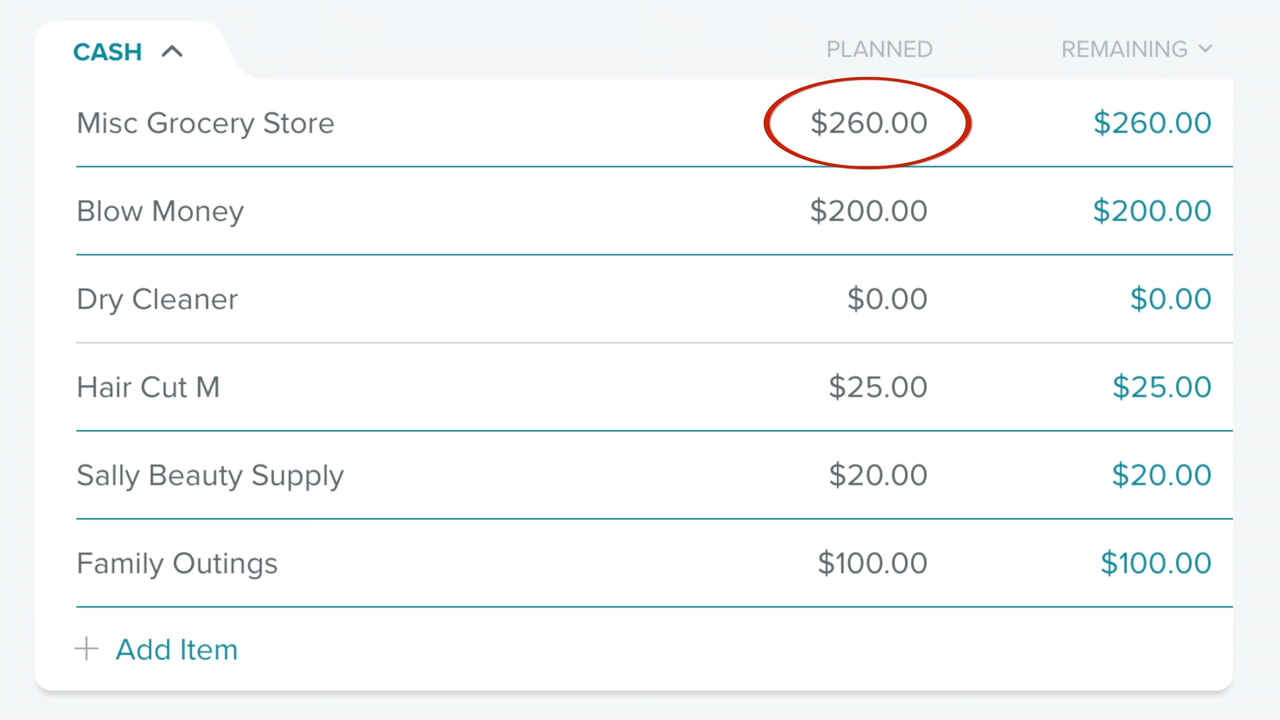 CASH PLANNED REMAINING
Misc Grocery Store $260.00 $260.00
Blow Money $200.00 $200.00
Dry Cleaner $0.00 $0.00
Hair Cut M $25.00 $25.00
Sally Beauty Supply $20.00 $20.00
Family Outings $100.00 $100.00
+ Add Item